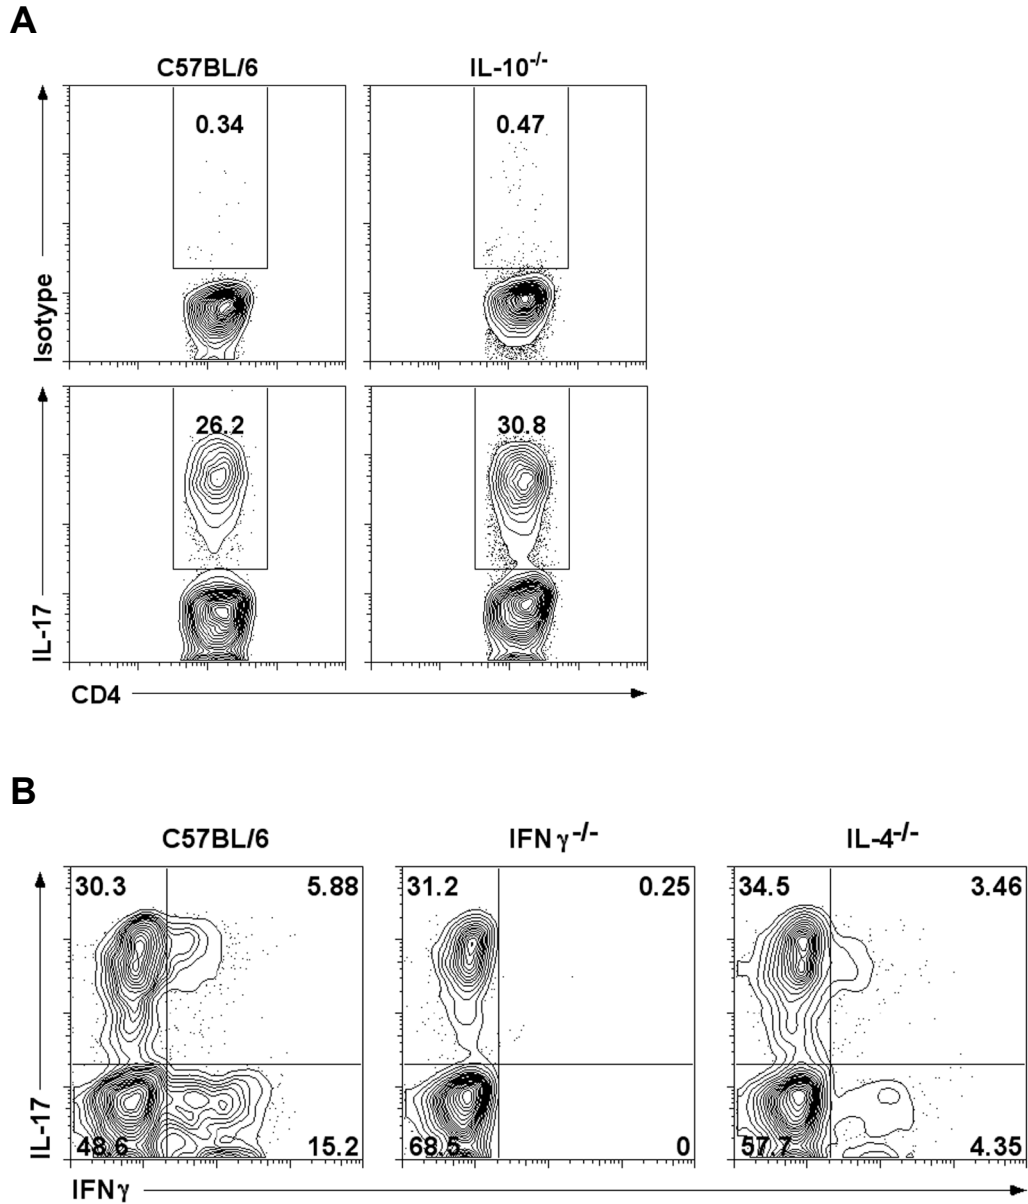 A
C57BL/6 IL-10-/-
0.34 0.47
Isotype
26.2 30.8
IL-17
CD4
B
C57BL/6 IFNγ-/- IL-4-/-
30.3 5.88 31.2 0.25 34.5 3.46
IL-17
48.6 15.2 68.5 0 57.7 4.35
IFNγ